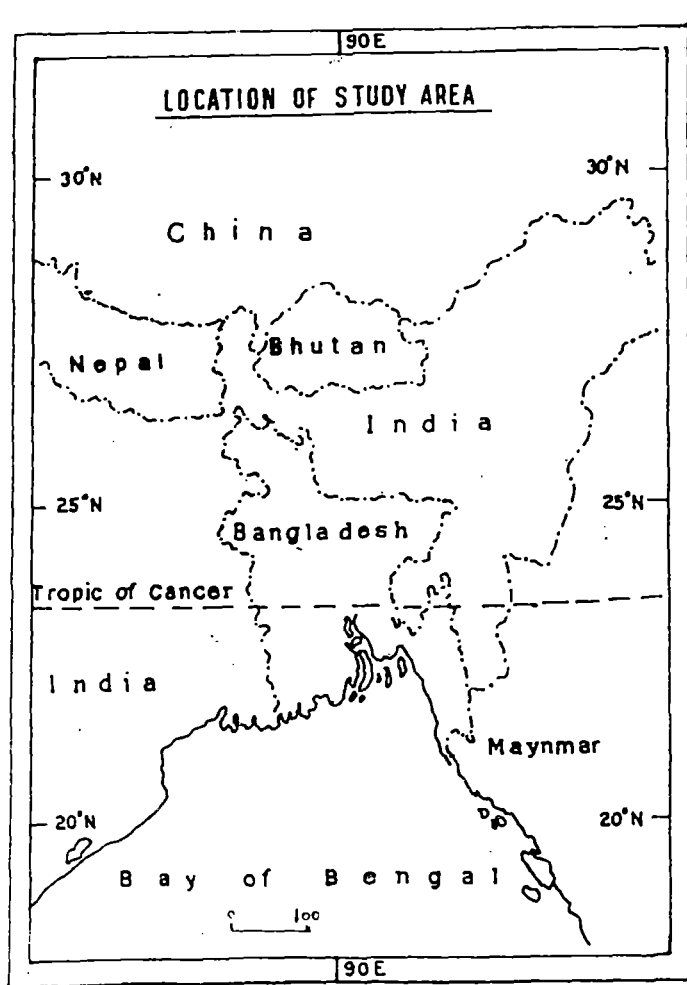 90E
LOCATION OF STUDY AREA
30°N 30°N
China
Nepal Bhutan
India
25°N 25°N
Bangladesh
Tropic of Cancer
India
Maynmar
20°N 20°N
Bay of Bengal
0 100
90E